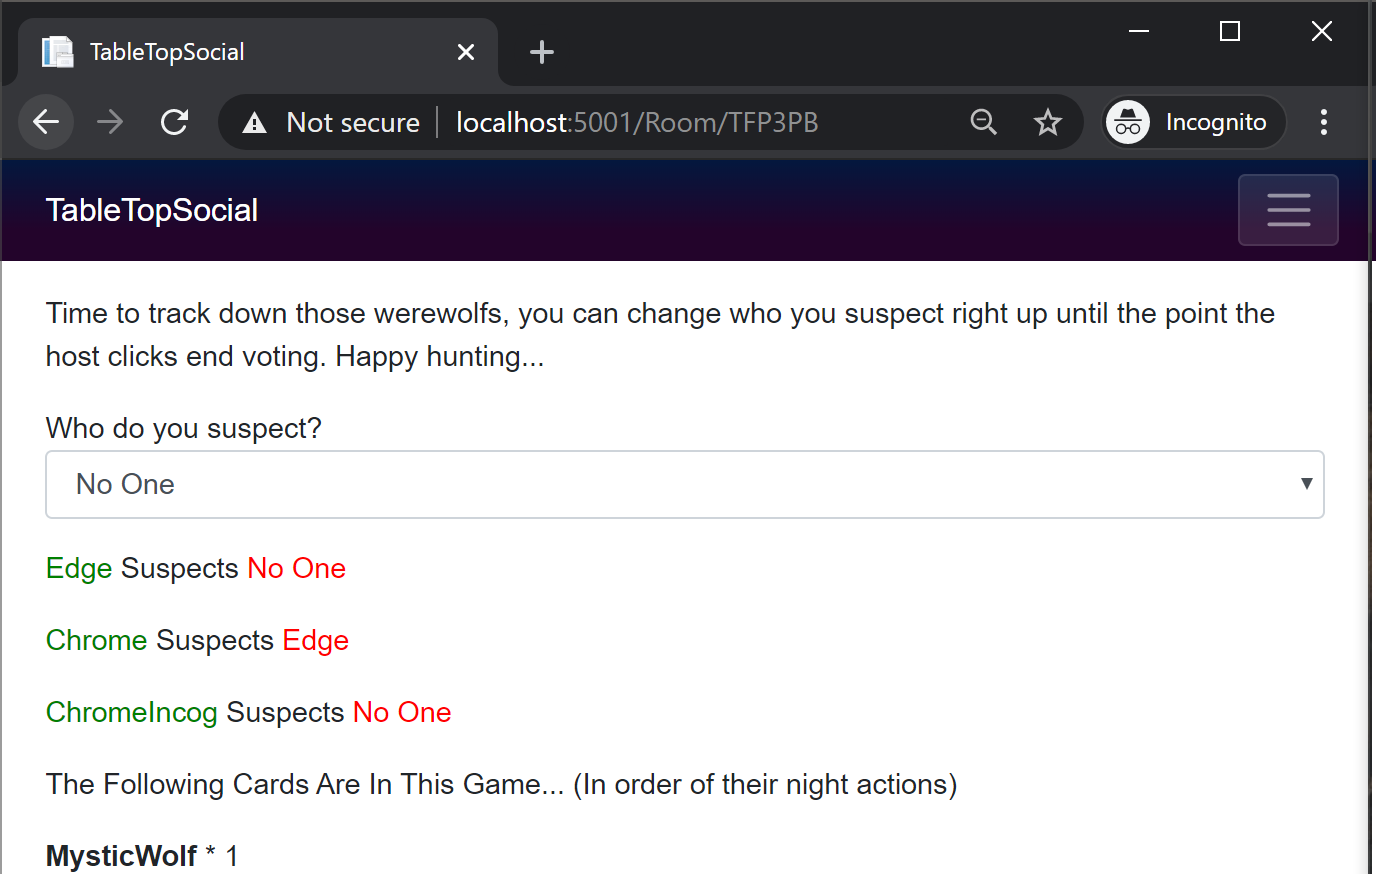 TableTopSocial
Not secure localhost:5001/Room/TFP3PB Incognito
TableTopSocial
Time to track down those werewolfs, you can change who you suspect right up until the point the
host clicks end voting. Happy hunting...
Who do you suspect?
No One
Edge Suspects No One
Chrome Suspects Edge
ChromeIncog Suspects No One
The Following Cards Are In This Game... (In order of their night actions)
MysticWolf * 1